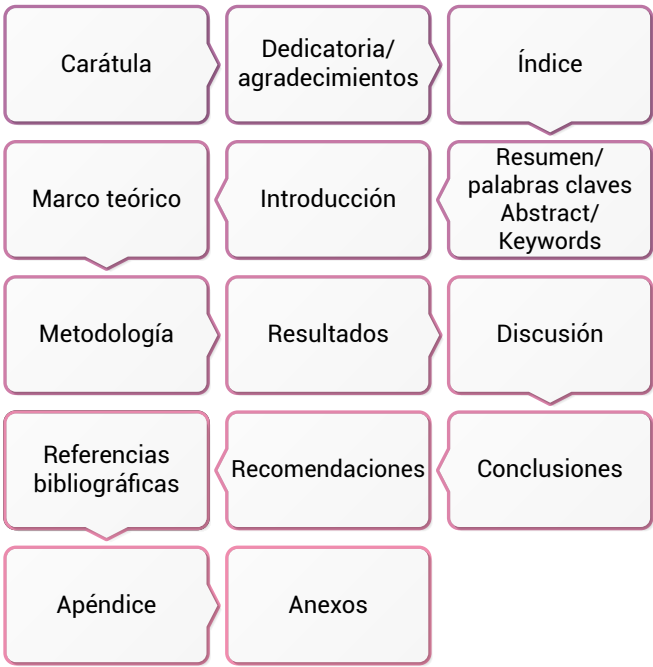 Carátula
Dedicatoria/
agradecimientos
Índice
Resumen/
palabras claves
Abstract/
Keywords
Introducción
Marco teórico
Metodología
Resultados
Discusión
Conclusiones
Recomendaciones
Referencias
bibliográficas
Apéndice
Anexos